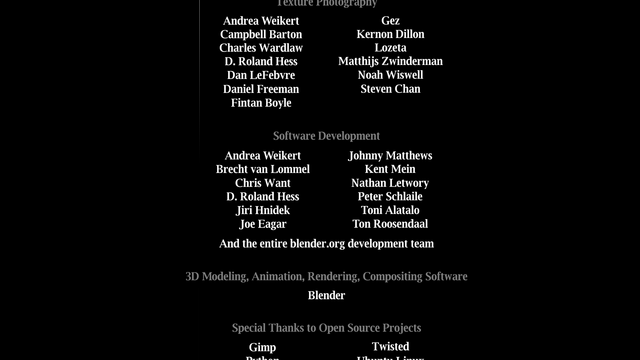 Texture Photography
Andrea Weikert Gez
Campbell Barton Kernon Dillon
Charles Wardlaw Lozeta
D. Roland Hess Matthijs Zwinderman
Dan LeFebvre Noah Wiswell
Daniel Freeman Steven Chan
Fintan Boyle
Software Development
Andrea Weikert Johnny Matthews
Brecht van Lommel Kent Mein
Chris Want Nathan Letwory
D. Roland Hess Peter Schlaile
Jiri Hnidek Toni Alatalo
Joe Eagar Ton Roosendaal
And the entire blender.org development team
3D Modeling, Animation, Rendering, Compositing Software
Blender
Special Thanks to Open Source Projects
Gimp Twisted
Python Ubuntu Linux